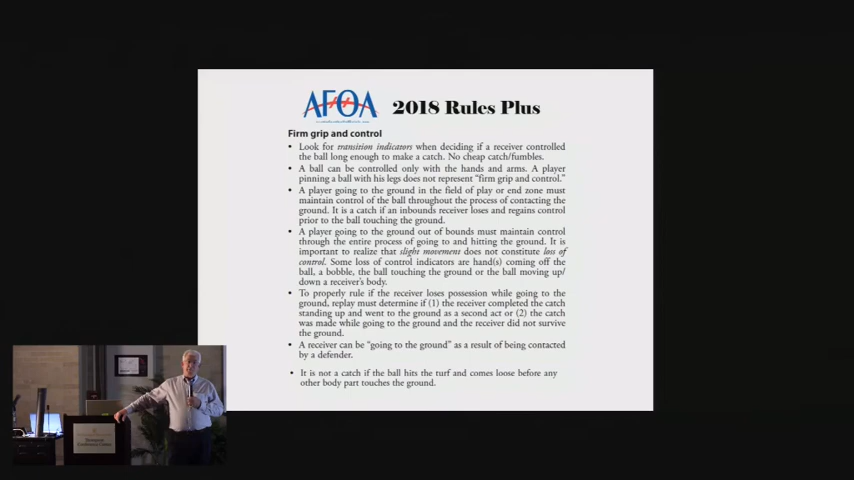 AFOA
2018 Rules Plus
Firm grip and control
• Look for transition indicators when deciding if a receiver controlled
the ball long enough to make a catch. No cheap catch/fumbles.
• A ball can be controlled only with the hands and arms. A player
pinning a ball with his legs does not represent “firm grip and control.”
• A player going to the ground in the field of play or end zone must
maintain control of the ball throughout the process of contacting the
ground. It is a catch if an inbounds receiver loses and regains control
prior to the ball touching the ground.
• A player going to the ground out of bounds must maintain control
through the entire process of going to and hitting the ground. It is
important to realize that slight movement does not constitute loss of
control. Some loss of control indicators are hand(s) coming off the
ball, a bobble, the ball touching the ground or the ball moving up/
down a receiver’s body.
• To properly rule if the receiver loses possession while going to the
ground, replay must determine if (1) the receiver completed the catch
standing up and went to the ground as a second act or (2) the catch
was made while going to the ground and the receiver did not survive
the ground.
• A receiver can be “going to the ground” as a result of being contacted
by a defender.
• It is not a catch if the ball hits the turf and comes loose before any
other body part touches the ground.